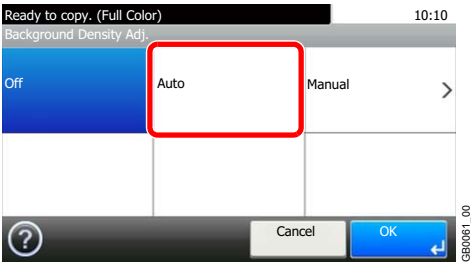 Ready to copy. (Full Color) 10:10
Background Density Adj.
Off Auto Manual
?
Cancel OK
GB0061_00